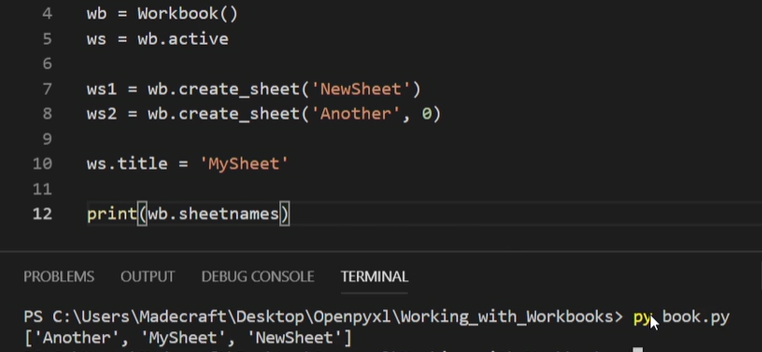 4 wb = Workbook()
5 ws = wb.active
6
7 ws1 = wb.create_sheet('NewSheet')
8 ws2 = wb.create_sheet('Another', 0)
9
10 ws.title = 'MySheet'
11
12 print(wb.sheetnames)
PROBLEMS OUTPUT DEBUG CONSOLE TERMINAL
PS C:\Users\Madecraft\Desktop\Openpyxl\Working_with_Workbooks> py book.py
['Another', 'MySheet', 'NewSheet']